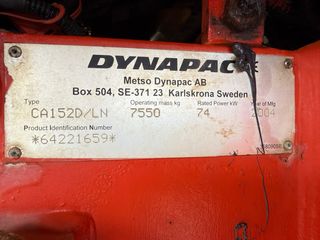 DYNAPAC
Metso Dynapac AB
Box 504, SE-371 23 Karlskrona Sweden
Type Operating mass kg Rated Power kW Year of Mfg
CA152D/LN 7550 74 2004
Product Identification Number
*64221659*